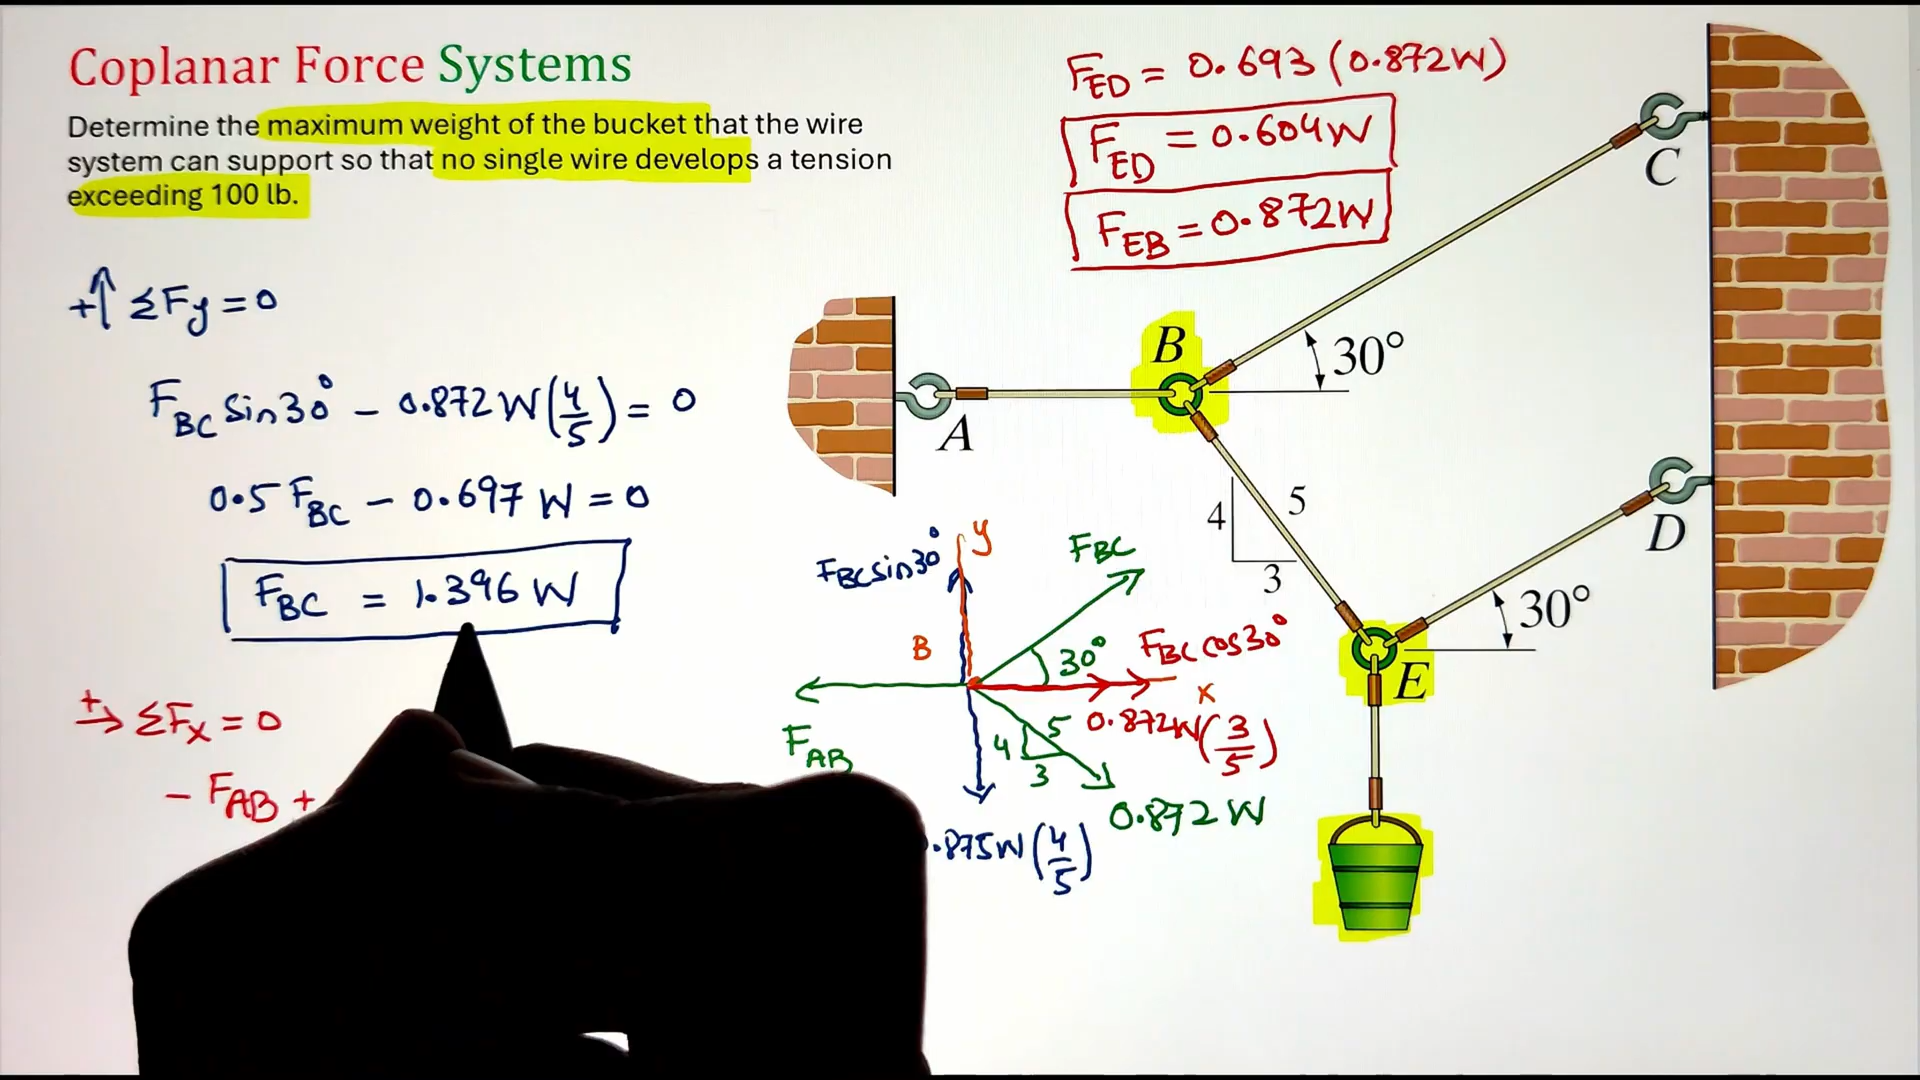 Coplanar Force Systems
Determine the maximum weight of the bucket that the wire
system can support so that no single wire develops a tension
exceeding 100 lb.
F_ED = 0.693 (0.872W)
F_ED = 0.604W
F_EB = 0.872W
+↑ ΣFy = 0
F_BC sin30° - 0.872W(4/5) = 0
0.5 F_BC - 0.697 W = 0
F_BC = 1.396 W
+→ ΣFx = 0
- F_AB +
A
B
C
D
E
30°
30°
4
5
3
F_BC sin30°
y
F_BC
B
30°
F_BC cos30°
x
F_AB
0.872W(3/5)
5
4
3
0.872W
.875W(4/5)